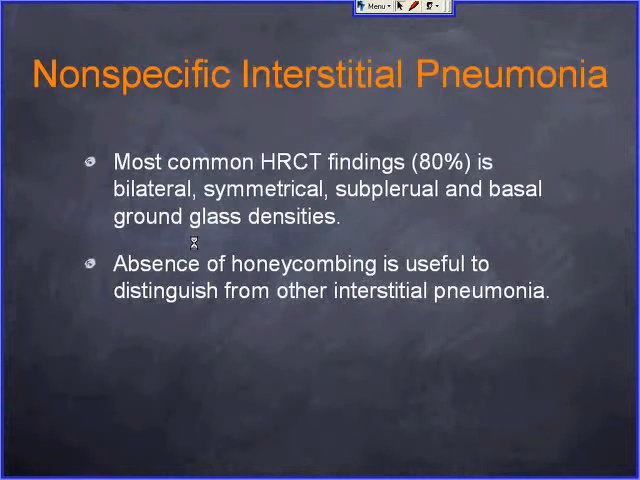 Menu
Nonspecific Interstitial Pneumonia
Most common HRCT findings (80%) is
bilateral, symmetrical, subplerual and basal
ground glass densities.
Absence of honeycombing is useful to
distinguish from other interstitial pneumonia.